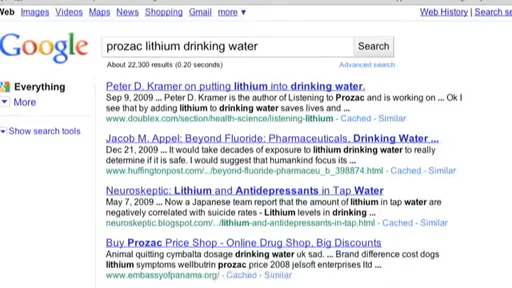 Web Images Videos Maps News Shopping Gmail more ▼ Web History | Search se
Google prozac lithium drinking water Search
About 22,300 results (0.20 seconds) Advanced search
Everything
More
Show search tools
Peter D. Kramer on putting lithium into drinking water.
Sep 9, 2009 ... Peter D. Kramer is the author of Listening to Prozac and is working on ... Ok I
see that by adding lithium to drinking water saves lives and ...
www.doublex.com/section/health-science/listening-lithium - Cached - Similar
Jacob M. Appel: Beyond Fluoride: Pharmaceuticals, Drinking Water ...
Dec 21, 2009 ... It would take decades of exposure to lithium drinking water to really
determine if it is safe. I would suggest that humankind focus its ...
www.huffingtonpost.com/.../beyond-fluoride-pharmaceu_b_398874.html - Cached - Similar
Neuroskeptic: Lithium and Antidepressants in Tap Water
May 7, 2009 ... Now a Japanese team report that the amount of lithium in tap water are
negatively correlated with suicide rates - Lithium levels in drinking ...
neuroskeptic.blogspot.com/.../lithium-and-antidepressants-in-tap.html - Cached - Similar
Buy Prozac Price Shop - Online Drug Shop, Big Discounts
Animal quitting cymbalta dosage drinking water uk sad. ... Brand difference cost dogs
lithium symptoms wellbutrin prozac price 2008 jelsoft enterprises ltd ...
www.embassyofpanama.org/ - Cached - Similar